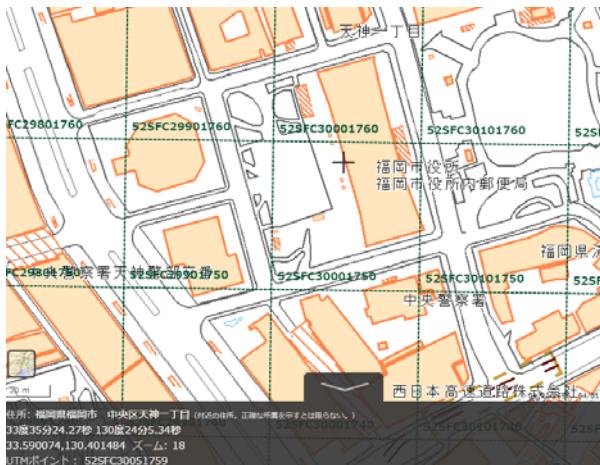 天神一丁目
FC29801760
52SFC29901760
52SFC30001760
52SFC30101760
52S
福岡市役所
福岡市役所内郵便局
福岡県
52SFC29901750
52SFC30001750
52SFC30101750
52S
中央警察署
西日本高速道路株式会社
住所: 福岡県福岡市 中央区天神一丁目 (付近の住所。正確な所属を示すとは限らない。)
33度35分24.27秒 130度24分5.34秒
33.590074,130.401484 ズーム: 18
UTMポイント: 52SFC30051759